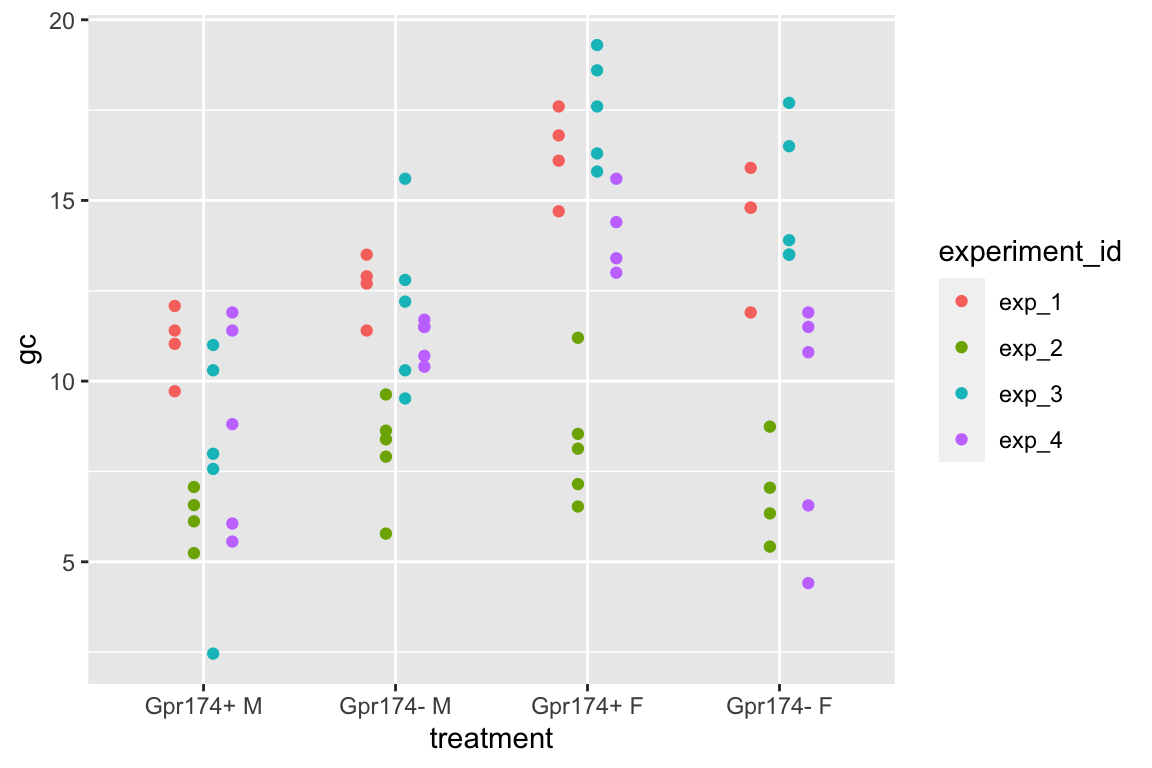 20
15
10
5
gc
Gpr174+ M
Gpr174- M
Gpr174+ F
Gpr174- F
treatment
experiment_id
exp_1
exp_2
exp_3
exp_4